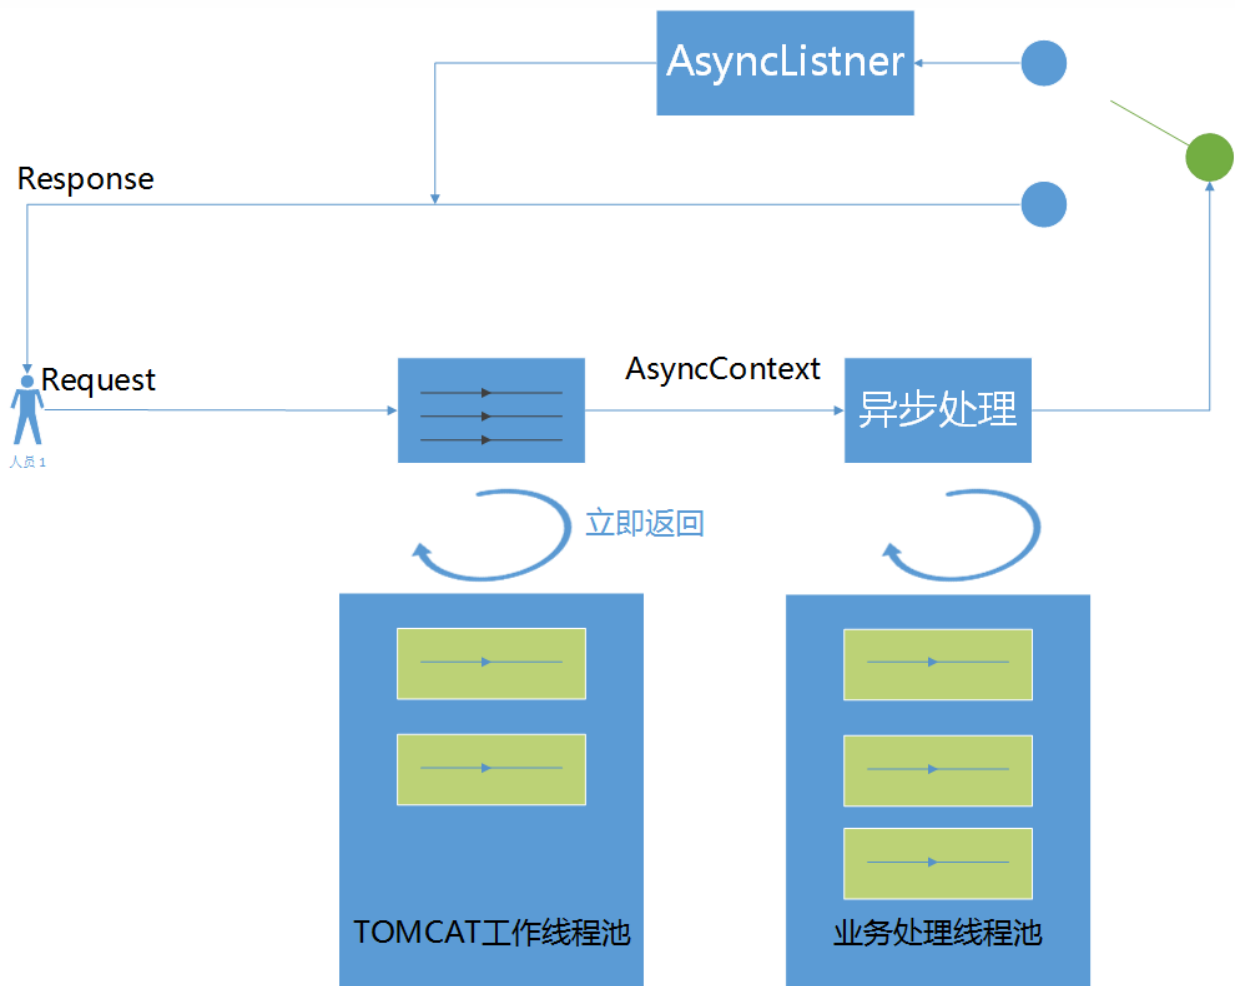 AsyncListner
Response
Request
AsyncContext
异步处理
人员 1
立即返回
TOMCAT工作线程池
业务处理线程池